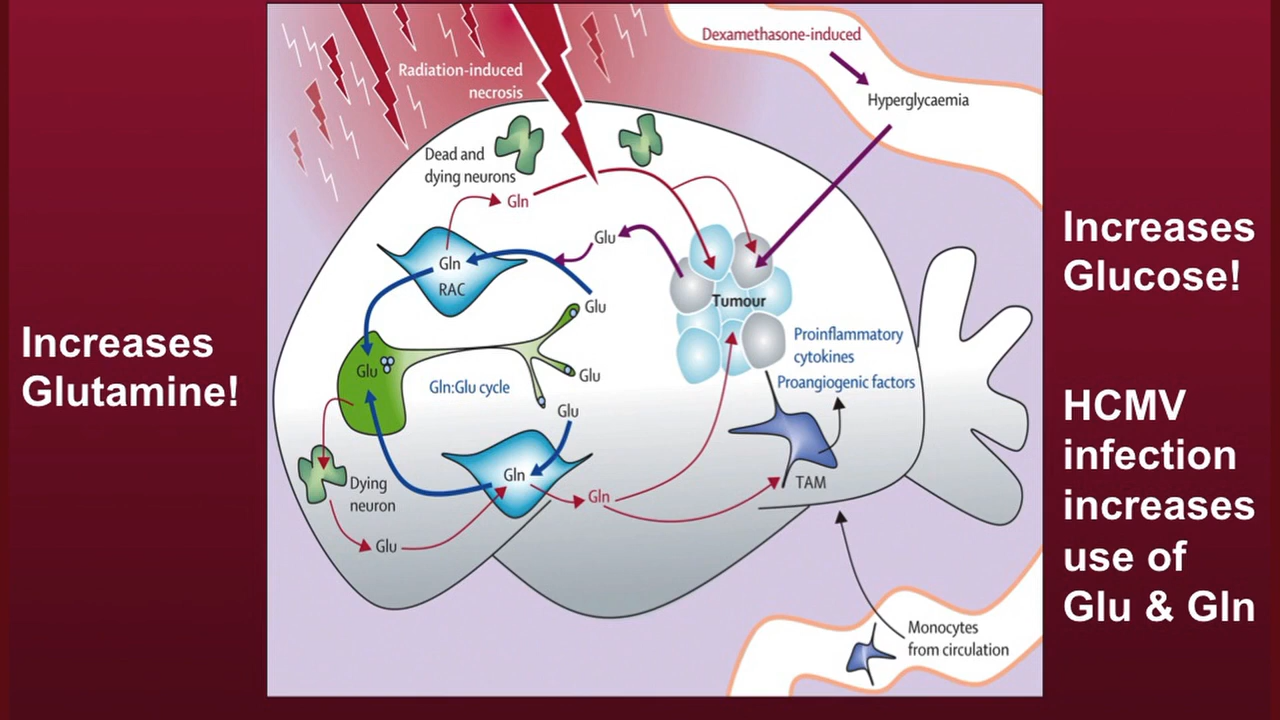 Increases
Glutamine!
Radiation-induced
necrosis
Dexamethasone-induced
Hyperglycaemia
Dead and
dying neurons
Gln
Glu
Gln
RAC
Glu
Tumour
Proinflammatory
cytokines
Proangiogenic factors
Glu
Gln:Glu cycle
Glu
Glu
Gln
Gln
TAM
Dying
neuron
Glu
Monocytes
from circulation
Increases
Glucose!
HCMV
infection
increases
use of
Glu & Gln